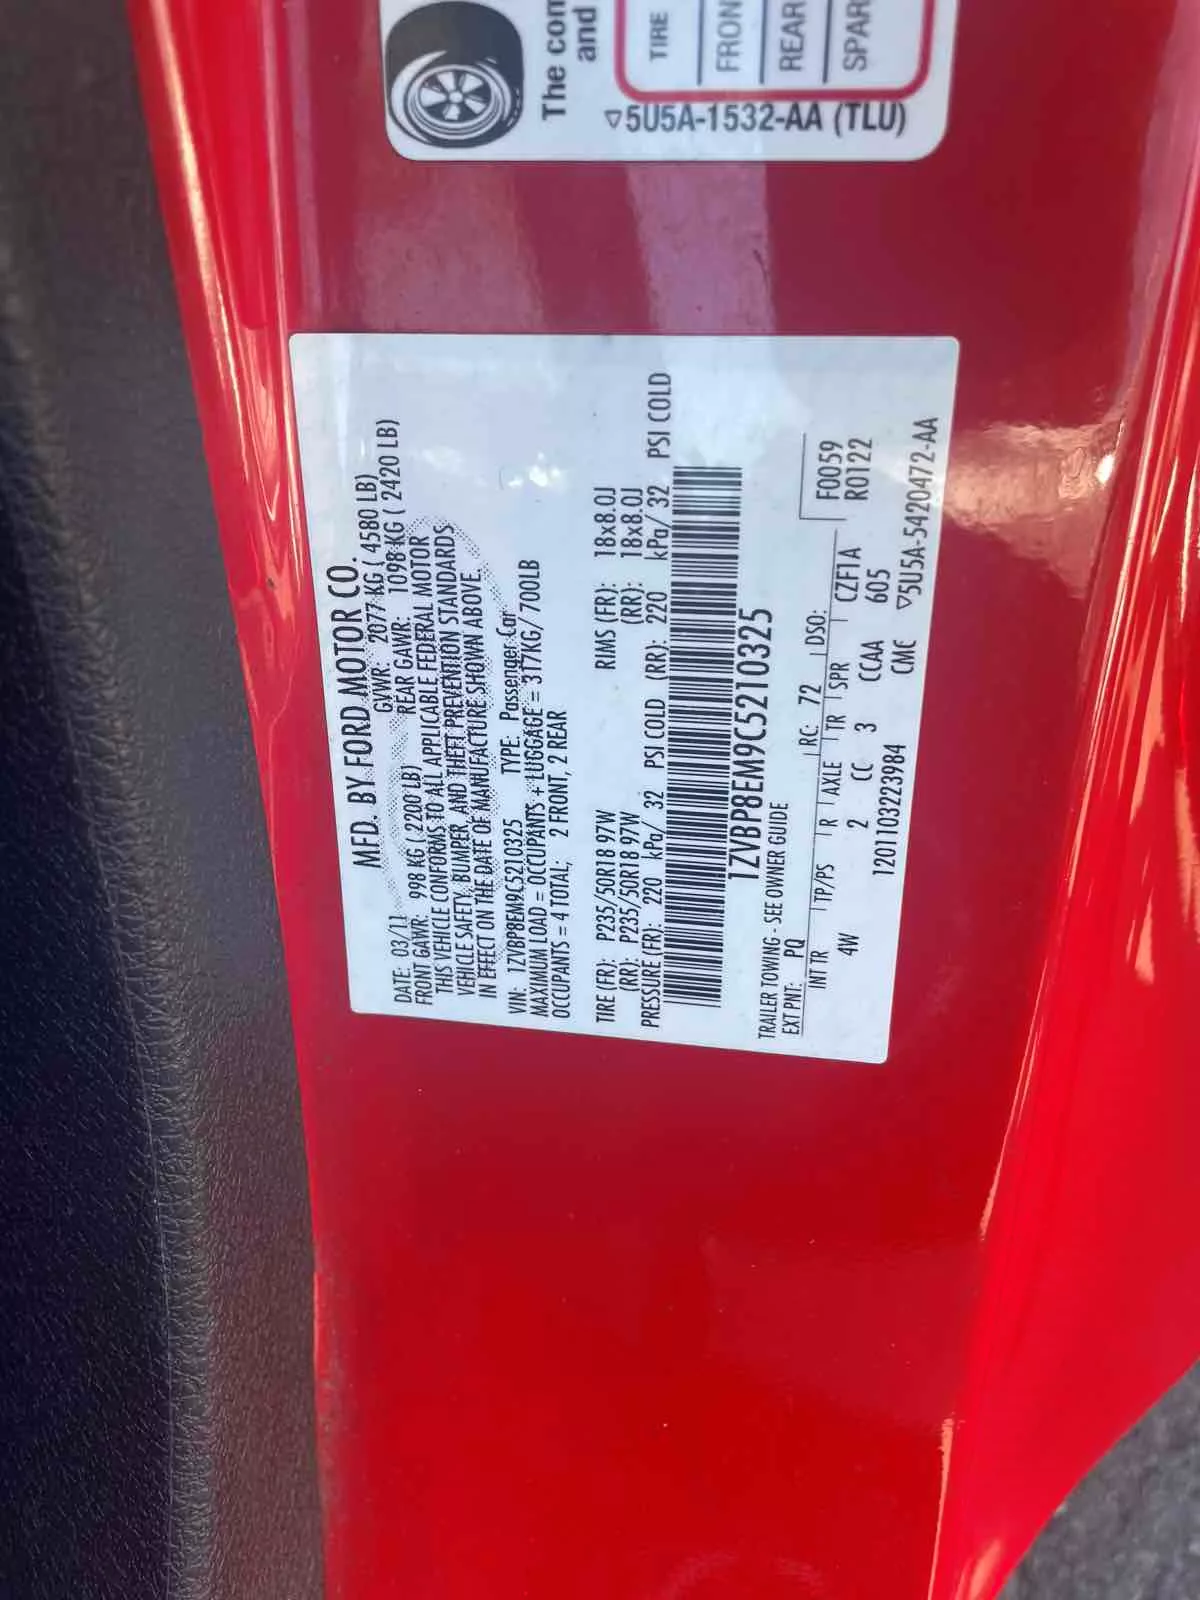 The com
and
TIRE
FRON
REAR
SPAR
▽5U5A-1532-AA (TLU)
MFD. BY FORD MOTOR CO.
DATE: 03/11 GVWR: 2077 KG ( 4580 LB)
FRONT GAWR: 998 KG ( 2200 LB) REAR GAWR: 1098 KG ( 2420 LB)
THIS VEHICLE CONFORMS TO ALL APPLICABLE FEDERAL MOTOR
VEHICLE SAFETY, BUMPER, AND THEFT PREVENTION STANDARDS
IN EFFECT ON THE DATE OF MANUFACTURE SHOWN ABOVE.
VIN: 1ZVBP8EM9C5210325 TYPE: Passenger Car
MAXIMUM LOAD = OCCUPANTS + LUGGAGE = 317KG/ 700LB
OCCUPANTS = 4 TOTAL; 2 FRONT, 2 REAR
TIRE (FR): P235/50R18 97W RIMS (FR): 18x8.0J
(RR): P235/50R18 97W (RR): 18x8.0J
PRESSURE (FR): 220 kPa/ 32 PSI COLD (RR): 220 kPa/ 32 PSI COLD
1ZVBP8EM9C5210325
TRAILER TOWING - SEE OWNER GUIDE
EXT PNT: PQ RC: 72 DSO: F0059
INT TR TP/PS R AXLE TR SPR CZF1A R0122
4W 2 CC 3 CCAA 605
1201103223984 CMC ▽5U5A-5420472-AA